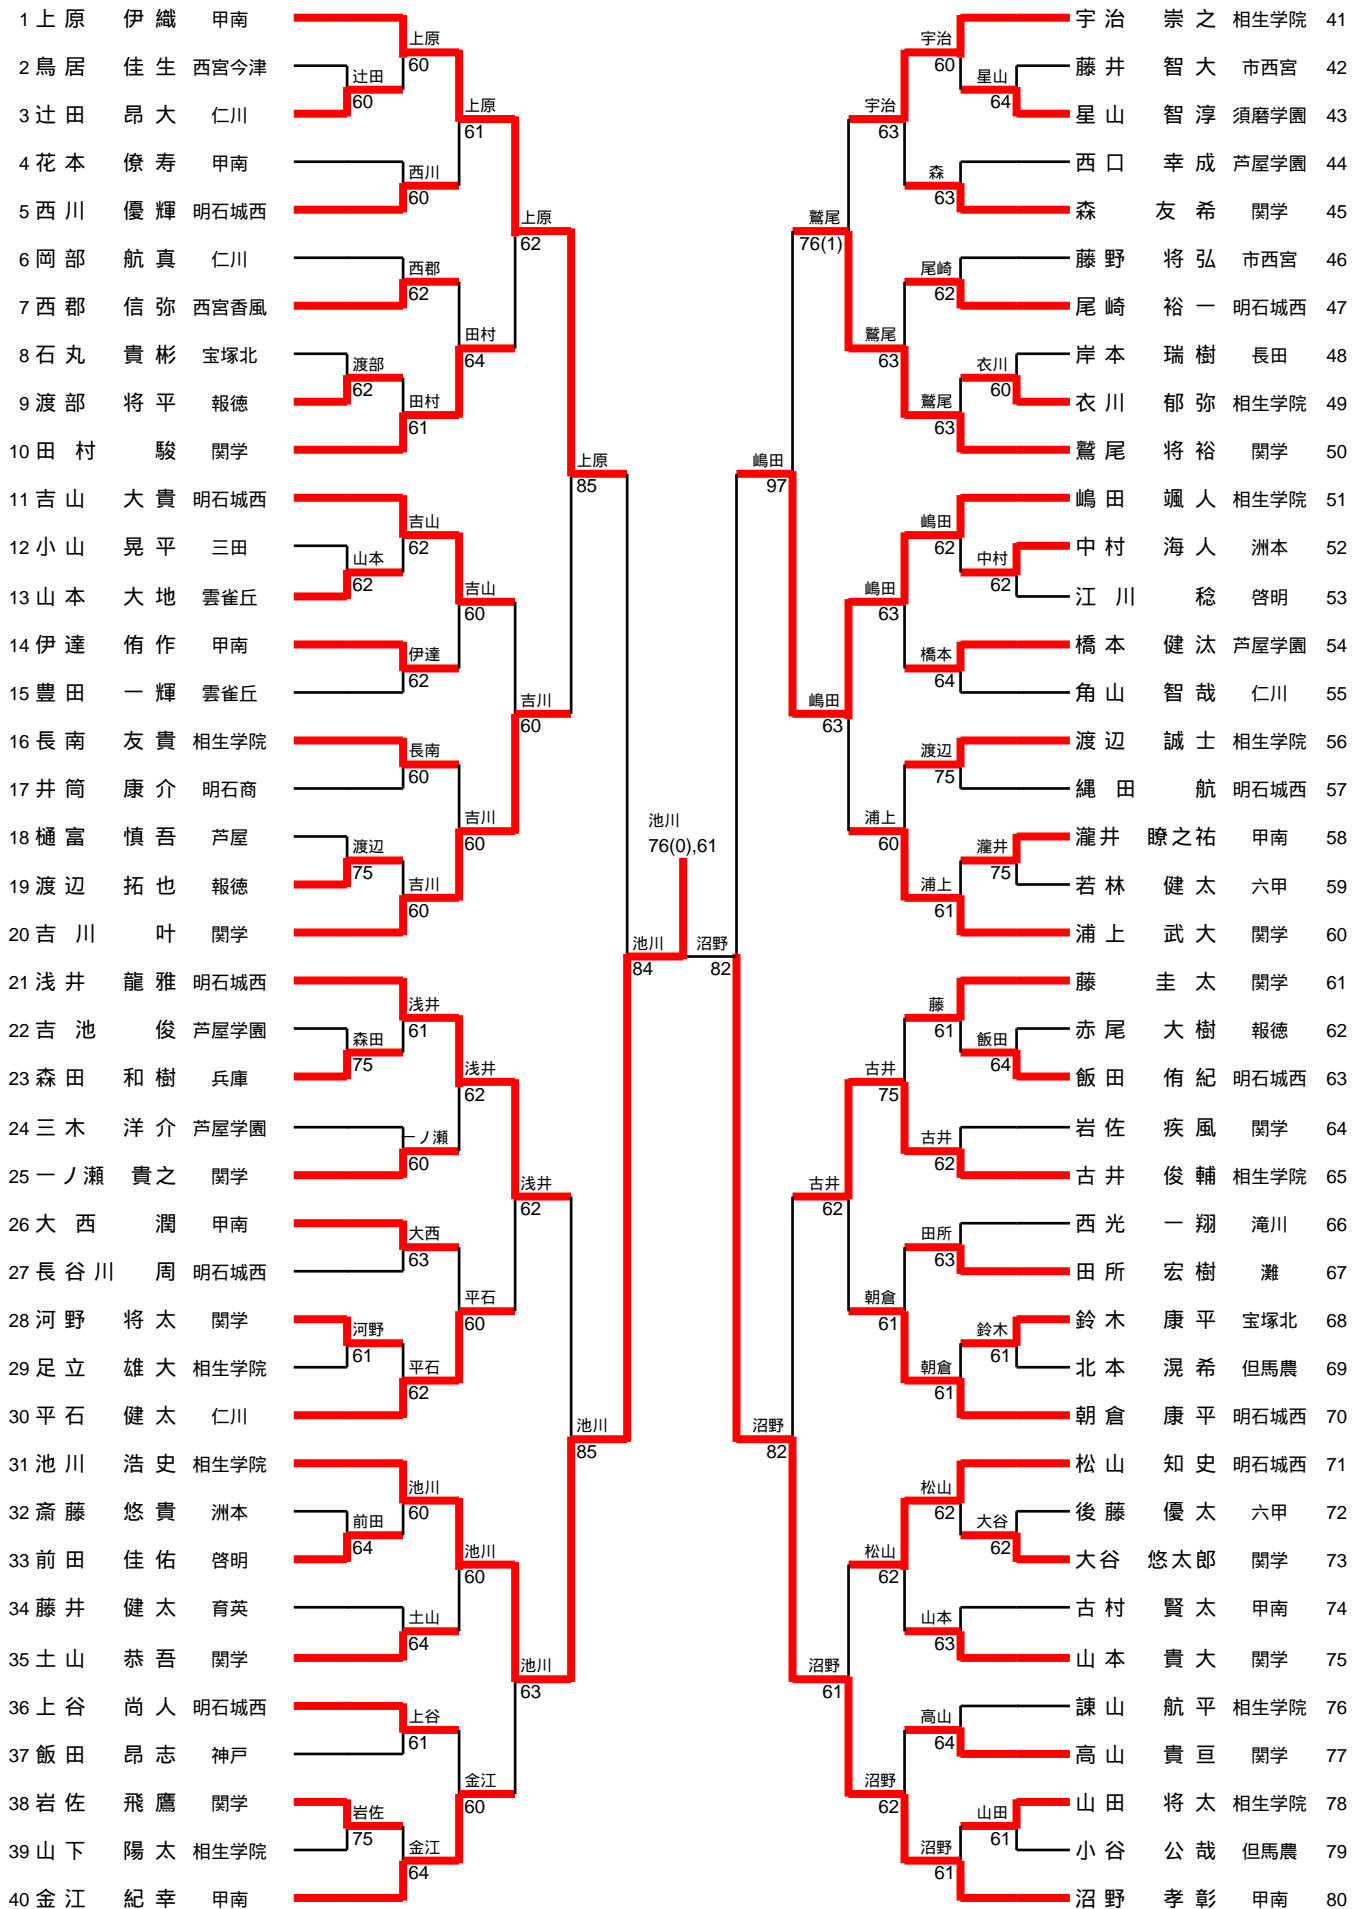 1 上原 伊織 甲南
2 鳥居 佳生 西宮今津
3 辻田 昂大 仁川
4 花本 僚寿 甲南
5 西川 優輝 明石城西
6 岡部 航真 仁川
7 西郡 信弥 西宮香風
8 石丸 貴彬 宝塚北
9 渡部 将平 報徳
10 田村 駿 関学
11 吉山 大貴 明石城西
12 小山 晃平 三田
13 山本 大地 雲雀丘
14 伊達 侑作 甲南
15 豊田 一輝 雲雀丘
16 長南 友貴 相生学院
17 井筒 康介 明石商
18 樋富 慎吾 芦屋
19 渡辺 拓也 報徳
20 吉川 叶 関学
21 浅井 龍雅 明石城西
22 吉池 俊 芦屋学園
23 森田 和樹 兵庫
24 三木 洋介 芦屋学園
25 一ノ瀬 貴之 関学
26 大西 潤 甲南
27 長谷川 周 明石城西
28 河野 将太 関学
29 足立 雄大 相生学院
30 平石 健太 仁川
31 池川 浩史 相生学院
32 斎藤 悠貴 洲本
33 前田 佳佑 啓明
34 藤井 健太 育英
35 土山 恭吾 関学
36 上谷 尚人 明石城西
37 飯田 昂志 神戸
38 岩佐 飛鷹 関学
39 山下 陽太 相生学院
40 金江 紀幸 甲南
辻田
60
渡部
62
山本
62
渡辺
75
森田
75
河野
61
前田
64
岩佐
75
上原
60
西川
60
西郡
62
田村
61
吉山
62
伊達
62
長南
60
吉川
60
浅井
61
一ノ瀬
60
大西
63
平石
62
池川
60
土山
64
上谷
61
金江
64
上原
61
田村
64
吉山
60
吉川
60
浅井
62
平石
60
池川
60
金江
60
上原
62
吉川
60
浅井
62
池川
63
上原
85
池川
85
池川
84
池川
76(0),61
沼野
82
嶋田
97
沼野
82
鷲尾
76(1)
嶋田
63
古井
62
沼野
61
宇治
63
鷲尾
63
嶋田
63
浦上
60
古井
75
朝倉
61
松山
62
沼野
62
宇治
60
森
63
尾崎
62
鷲尾
63
嶋田
62
橋本
64
渡辺
75
浦上
61
藤
61
古井
62
田所
63
朝倉
61
松山
62
山本
63
高山
64
沼野
61
星山
64
衣川
60
中村
62
瀧井
75
飯田
64
鈴木
61
大谷
62
山田
61
宇治 崇之 相生学院 41
藤井 智大 市西宮 42
星山 智淳 須磨学園 43
西口 幸成 芦屋学園 44
森 友希 関学 45
藤野 将弘 市西宮 46
尾崎 裕一 明石城西 47
岸本 瑞樹 長田 48
衣川 郁弥 相生学院 49
鷲尾 将裕 関学 50
嶋田 颯人 相生学院 51
中村 海人 洲本 52
江川 稔 啓明 53
橋本 健汰 芦屋学園 54
角山 智哉 仁川 55
渡辺 誠士 相生学院 56
縄田 航 明石城西 57
瀧井 瞭之祐 甲南 58
若林 健太 六甲 59
浦上 武大 関学 60
藤 圭太 関学 61
赤尾 大樹 報徳 62
飯田 侑紀 明石城西 63
岩佐 疾風 関学 64
古井 俊輔 相生学院 65
西光 一翔 滝川 66
田所 宏樹 灘 67
鈴木 康平 宝塚北 68
北本 滉希 但馬農 69
朝倉 康平 明石城西 70
松山 知史 明石城西 71
後藤 優太 六甲 72
大谷 悠太郎 関学 73
古村 賢太 甲南 74
山本 貴大 関学 75
諌山 航平 相生学院 76
高山 貴亘 関学 77
山田 将太 相生学院 78
小谷 公哉 但馬農 79
沼野 孝彰 甲南 80